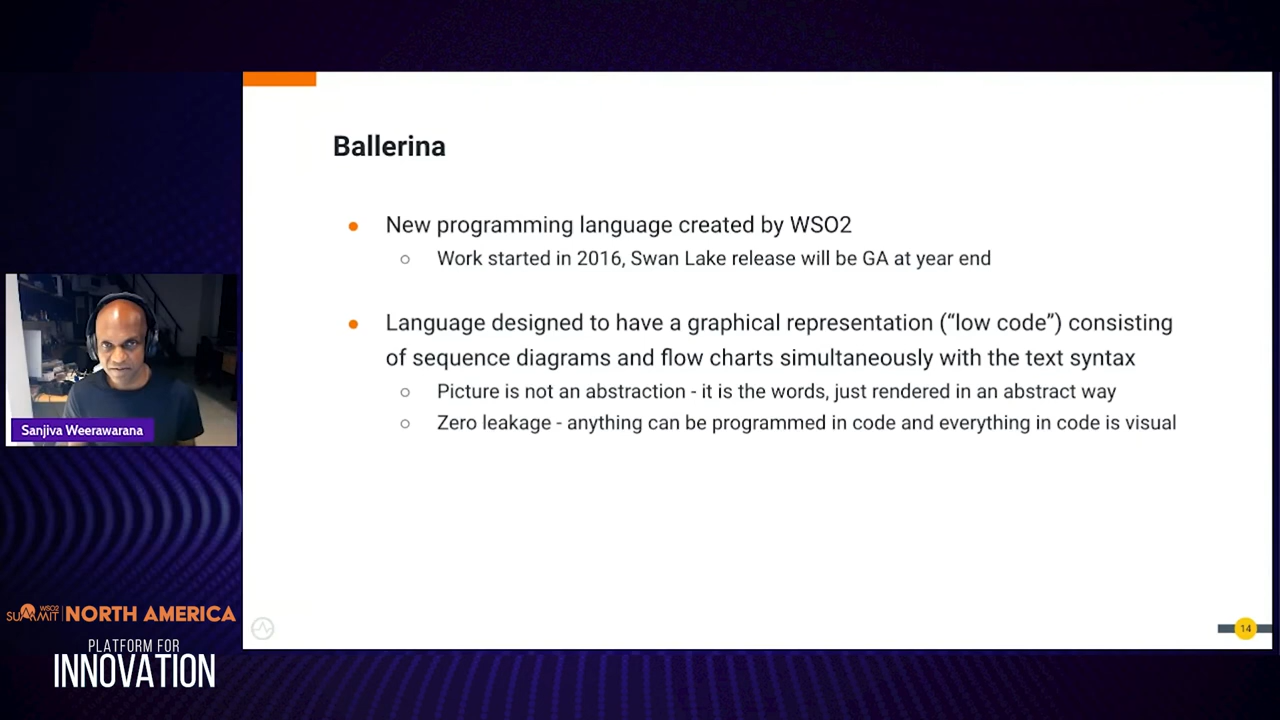 Ballerina
● New programming language created by WSO2
○ Work started in 2016, Swan Lake release will be GA at year end
● Language designed to have a graphical representation (“low code”) consisting
of sequence diagrams and flow charts simultaneously with the text syntax
○ Picture is not an abstraction - it is the words, just rendered in an abstract way
○ Zero leakage - anything can be programmed in code and everything in code is visual
Sanjiva Weerawarana
WSO2
SUMMIT | NORTH AMERICA
PLATFORM FOR
INNOVATION
14